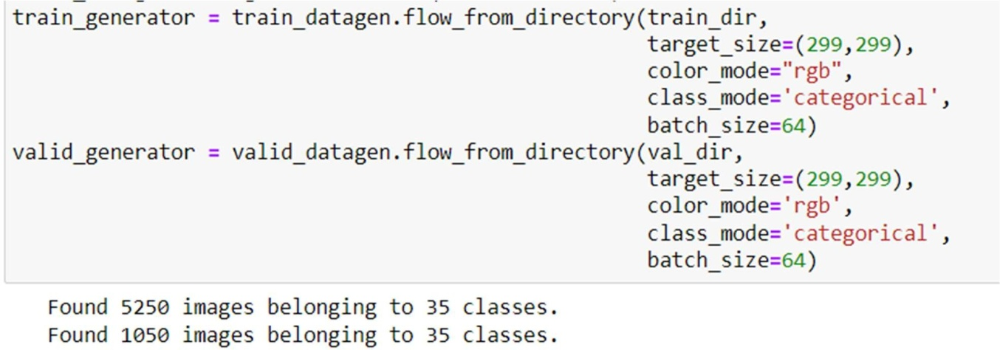 train_generator = train_datagen.flow_from_directory(train_dir,
target_size=(299,299),
color_mode="rgb",
class_mode='categorical',
batch_size=64)
valid_generator = valid_datagen.flow_from_directory(val_dir,
target_size=(299,299),
color_mode='rgb',
class_mode='categorical',
batch_size=64)
Found 5250 images belonging to 35 classes.
Found 1050 images belonging to 35 classes.